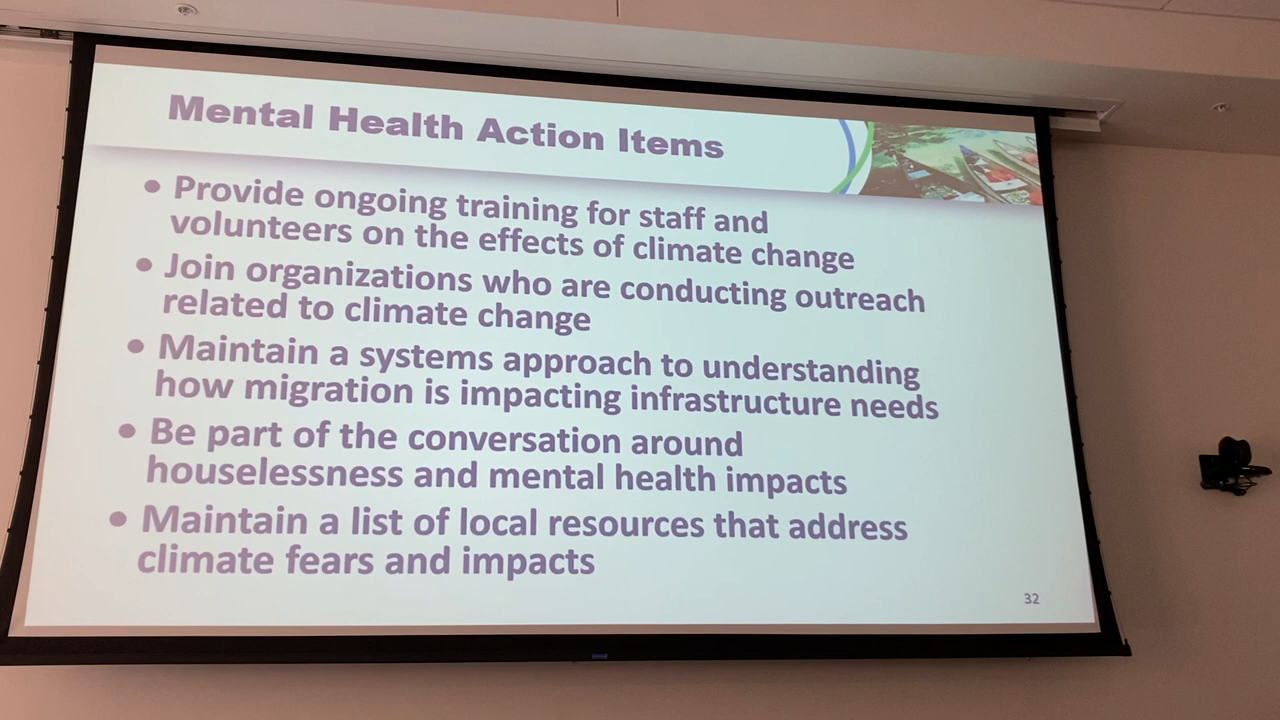 Mental Health Action Items
• Provide ongoing training for staff and
volunteers on the effects of climate change
• Join organizations who are conducting outreach
related to climate change
• Maintain a systems approach to understanding
how migration is impacting infrastructure needs
• Be part of the conversation around
houselessness and mental health impacts
• Maintain a list of local resources that address
climate fears and impacts
32